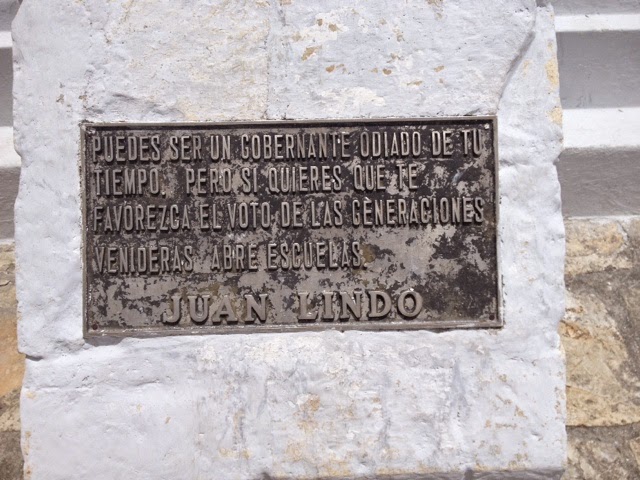 PUEDES SER UN GOBERNANTE ODIADO DE TU
TIEMPO, PERO SI QUIERES QUE TE
FAVOREZCA EL VOTO DE LAS GENERACIONES
VENIDERAS ABRE ESCUELAS.
JUAN LINDO